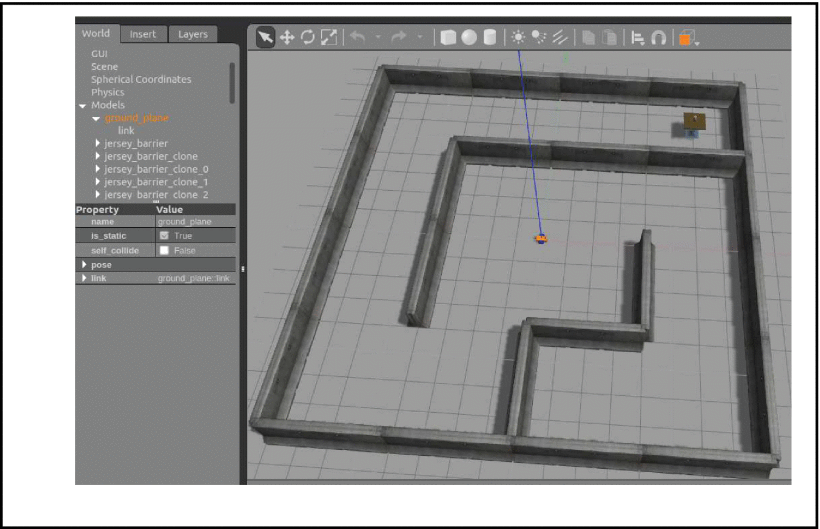 World Insert Layers
GUI
Scene
Spherical Coordinates
Physics
Models
ground_plane
link
jersey_barrier
jersey_barrier_clone
jersey_barrier_clone_0
jersey_barrier_clone_1
jersey_barrier_clone_2
Property Value
name ground_plane
is_static True
self_collide False
pose
link ground_plane::link